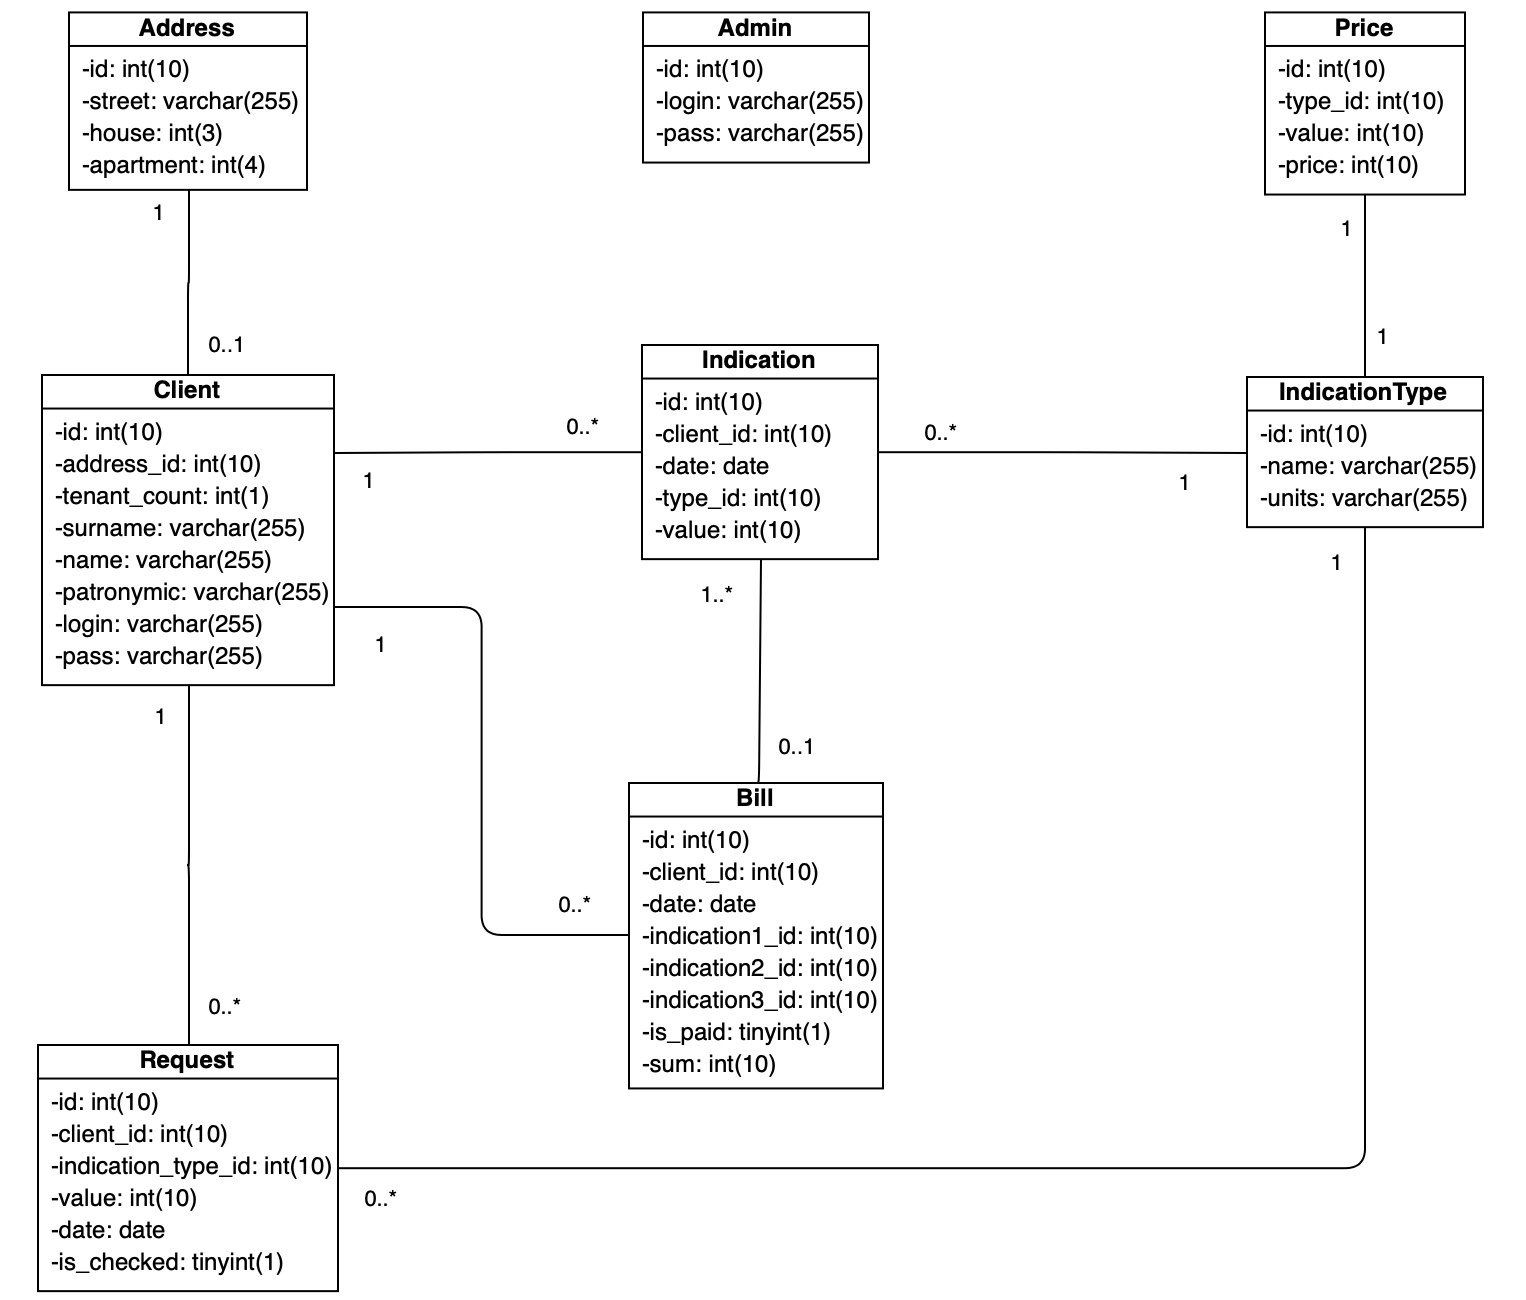 Address
-id: int(10)
-street: varchar(255)
-house: int(3)
-apartment: int(4)
Admin
-id: int(10)
-login: varchar(255)
-pass: varchar(255)
Price
-id: int(10)
-type_id: int(10)
-value: int(10)
-price: int(10)
1
0..1
1
1
Client
-id: int(10)
-address_id: int(10)
-tenant_count: int(1)
-surname: varchar(255)
-name: varchar(255)
-patronymic: varchar(255)
-login: varchar(255)
-pass: varchar(255)
0..*
1
Indication
-id: int(10)
-client_id: int(10)
-date: date
-type_id: int(10)
-value: int(10)
0..*
1
IndicationType
-id: int(10)
-name: varchar(255)
-units: varchar(255)
1
1..*
1
1
0..1
0..*
Bill
-id: int(10)
-client_id: int(10)
-date: date
-indication1_id: int(10)
-indication2_id: int(10)
-indication3_id: int(10)
-is_paid: tinyint(1)
-sum: int(10)
0..*
Request
-id: int(10)
-client_id: int(10)
-indication_type_id: int(10)
-value: int(10)
-date: date
-is_checked: tinyint(1)
0..*